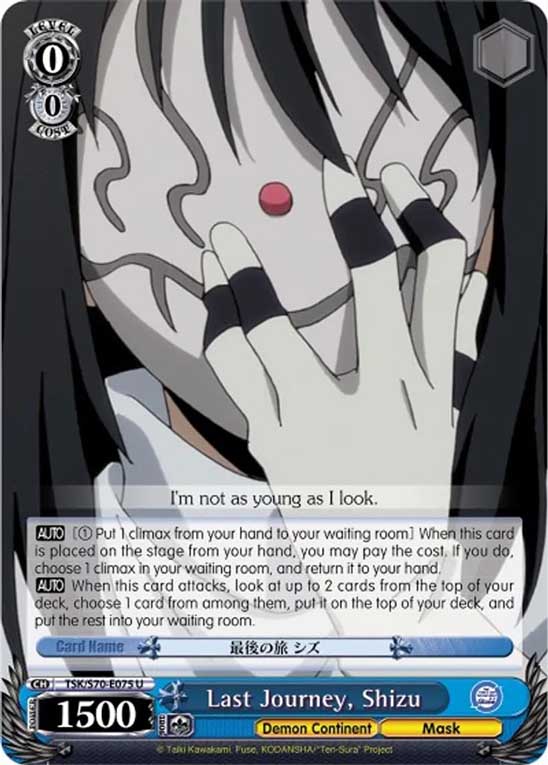 LEVEL
0
0
COST
I'm not as young as I look.
AUTO [① Put 1 climax from your hand to your waiting room] When this card
is placed on the stage from your hand, you may pay the cost. If you do,
choose 1 climax in your waiting room, and return it to your hand.
AUTO When this card attacks, look at up to 2 cards from the top of your
deck, choose 1 card from among them, put it on the top of your deck, and
put the rest into your waiting room.
Card Name 最後の旅 シズ
CH TSK/S70-E075 U
Last Journey, Shizu
POWER 1500 SOUL
Demon Continent Mask
© Taiki Kawakami, Fuse, KODANSHA/"Ten-Sura" Project